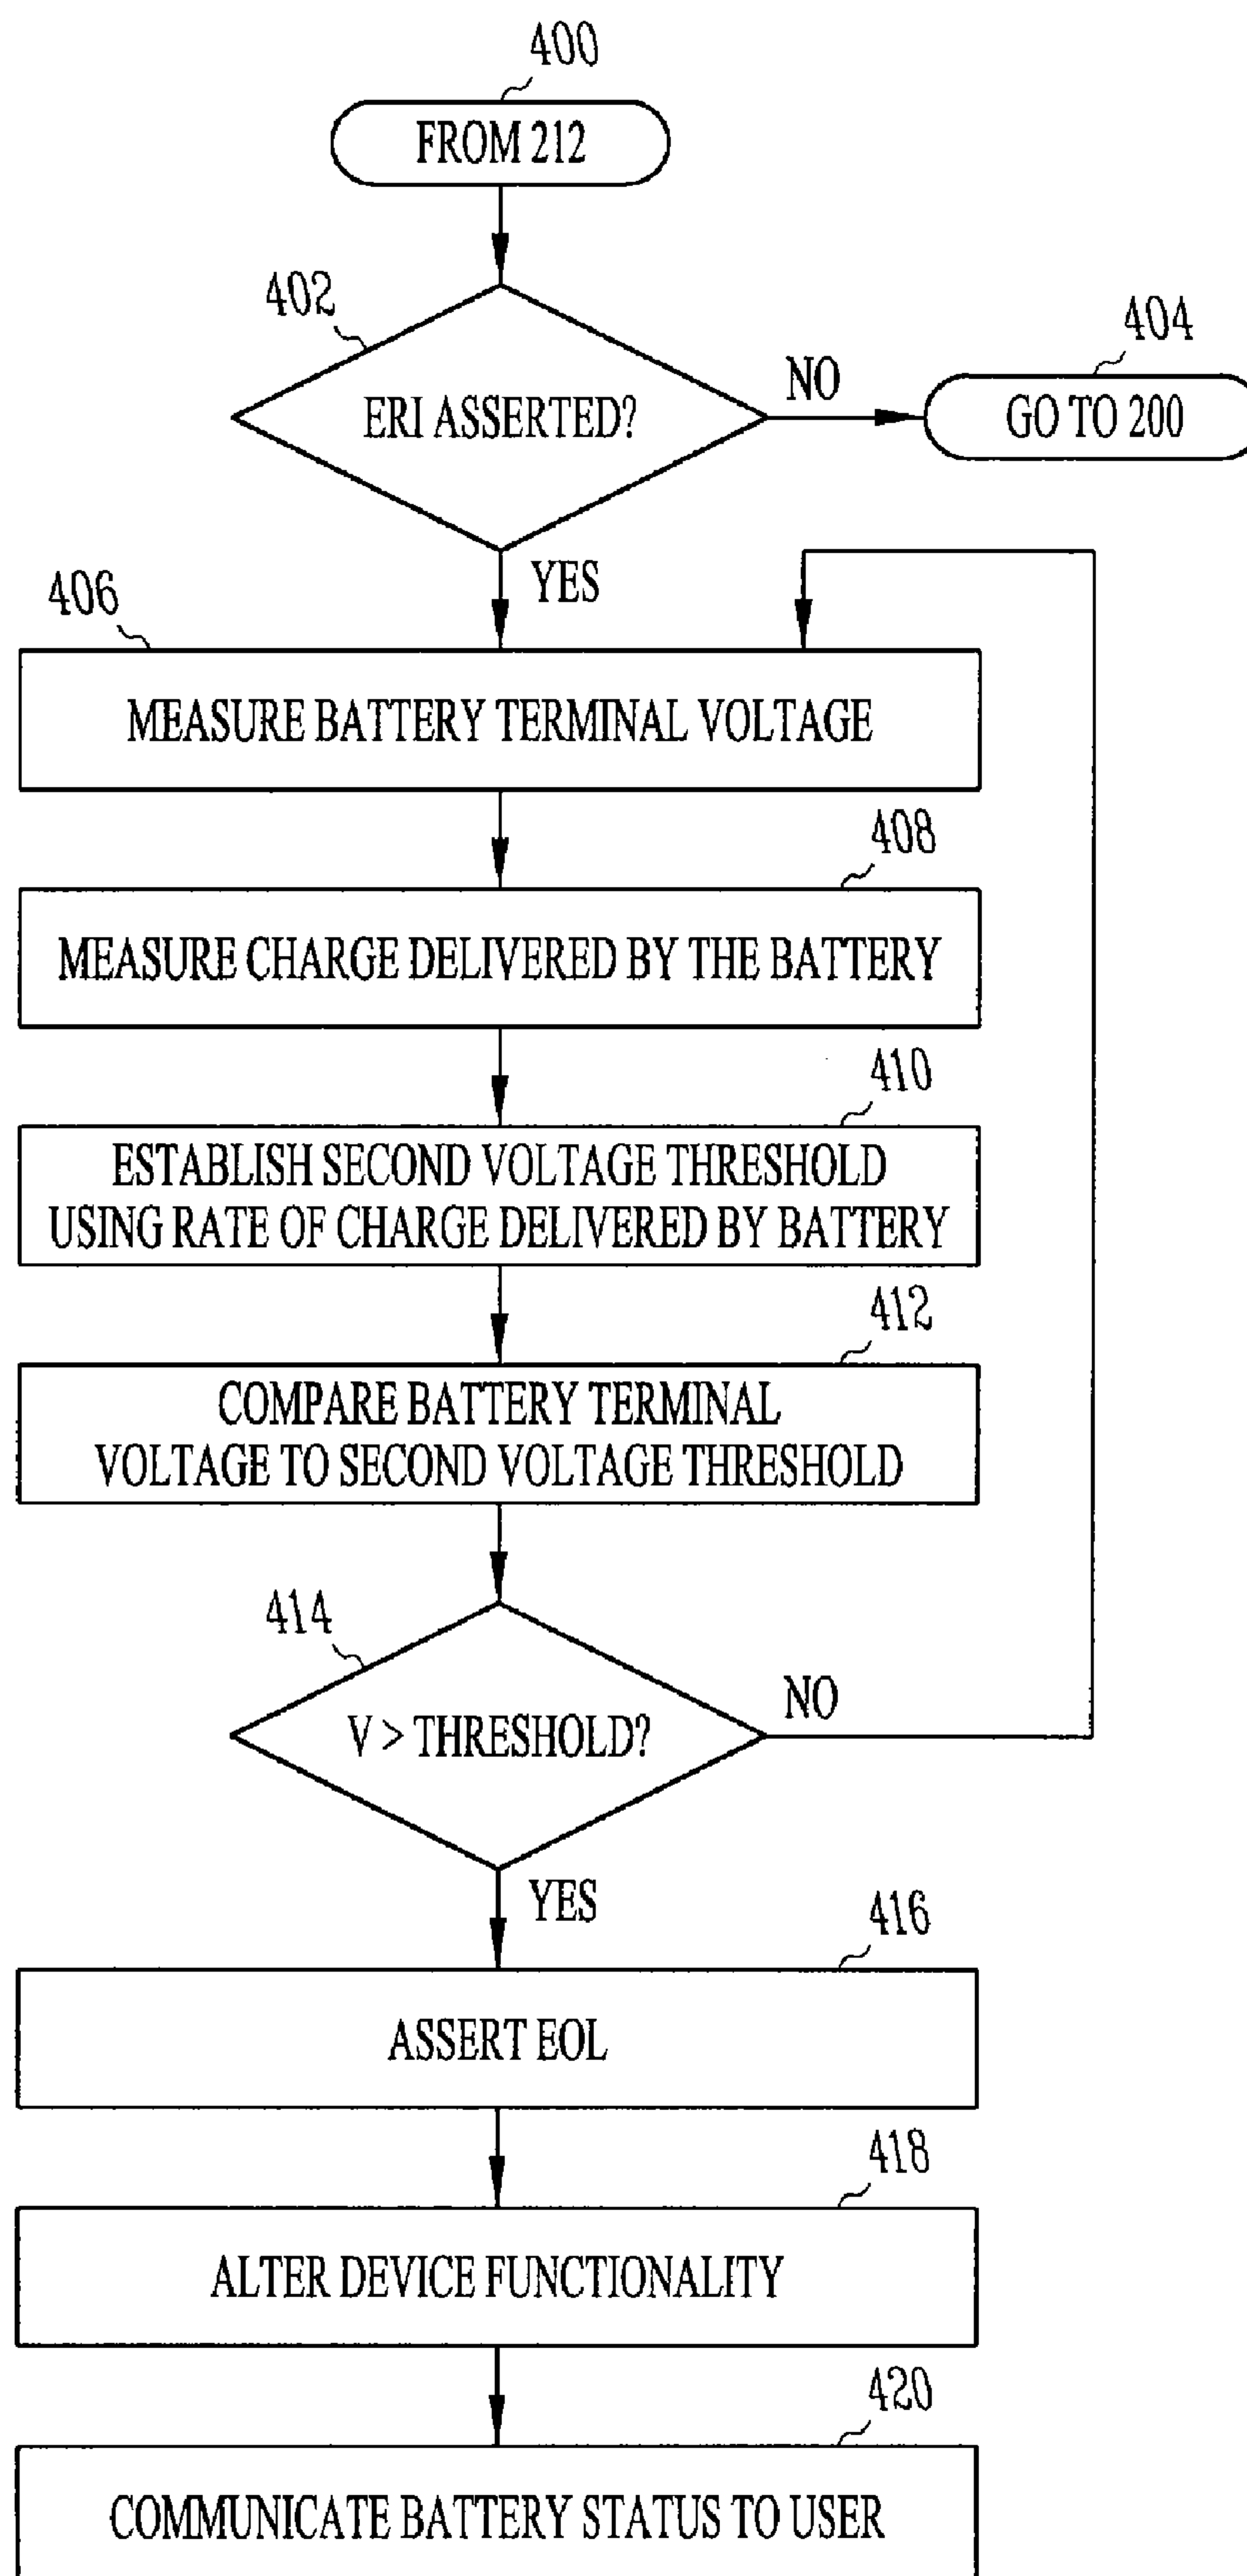 400
FROM 212
402
ERI ASSERTED?
NO
404
GO TO 200
YES
406
MEASURE BATTERY TERMINAL VOLTAGE
408
MEASURE CHARGE DELIVERED BY THE BATTERY
410
ESTABLISH SECOND VOLTAGE THRESHOLD
USING RATE OF CHARGE DELIVERED BY BATTERY
412
COMPARE BATTERY TERMINAL
VOLTAGE TO SECOND VOLTAGE THRESHOLD
414
V > THRESHOLD?
NO
YES
416
ASSERT EOL
418
ALTER DEVICE FUNCTIONALITY
420
COMMUNICATE BATTERY STATUS TO USER